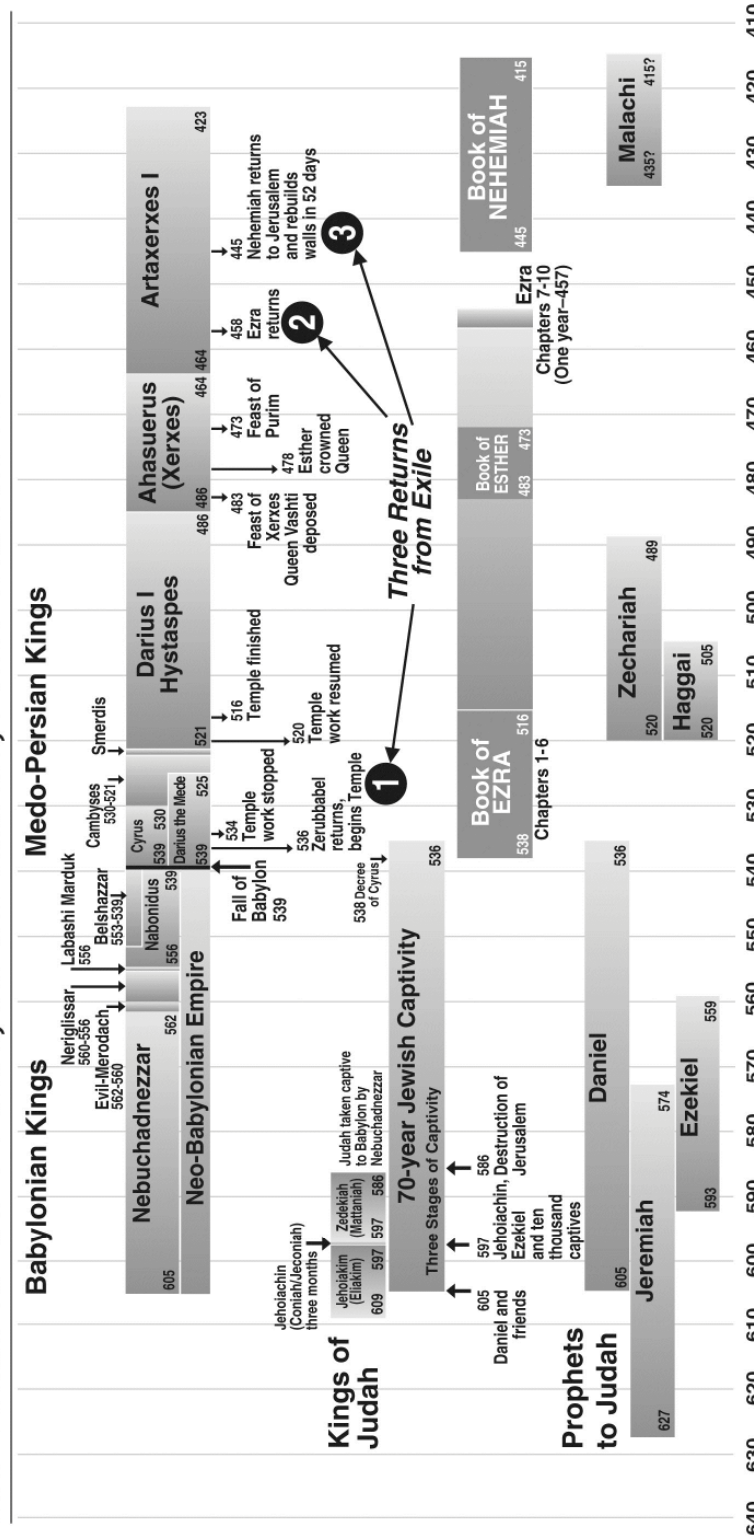 Babylonian Kings
Medo-Persian Kings
Neriglissar
560-556
Labashi Marduk
556
Evil-Merodach
562-560
Belshazzar
553-539
Cambyses
530-521
Smerdis
Nebuchadnezzar
605
562
Nabonidus
556
539
Cyrus
539
530
Darius the Mede
539
525
Darius I
Hystaspes
521
486
Ahasuerus
(Xerxes)
486
464
Artaxerxes I
464
423
Neo-Babylonian Empire
Fall of
Babylon
539
534
Temple
work stopped
536
Zerubbabel
returns,
begins Temple
516
Temple finished
520
Temple
work resumed
483
Feast of
Xerxes
Queen Vashti
deposed
478
Esther
crowned
Queen
473
Feast of
Purim
458
Ezra
returns
445
Nehemiah returns
to Jerusalem
and rebuilds
walls in 52 days
1
2
3
Three Returns
from Exile
Kings of
Judah
Jehoiachin
(Coniah/Jeconiah)
three months
Jehoiakim
(Eliakim)
609
597
Zedekiah
(Mattaniah)
597
586
Judah taken captive
to Babylon by
Nebuchadnezzar
538 Decree
of Cyrus
70-year Jewish Captivity
Three Stages of Captivity
536
605
Daniel and
friends
597
Jehoiachin,
Ezekiel
and ten
thousand
captives
586
Destruction of
Jerusalem
Book of
EZRA
538
516
Chapters 1-6
Book of
ESTHER
483
473
Ezra
Chapters 7-10
(One year–457)
Book of
NEHEMIAH
445
415
Prophets
to Judah
Daniel
605
536
Jeremiah
627
574
Ezekiel
593
559
Zechariah
520
489
Haggai
520
505
Malachi
435?
415?
640
630
620
610
600
590
580
570
560
550
540
530
520
510
500
490
480
470
460
450
440
430
420
410